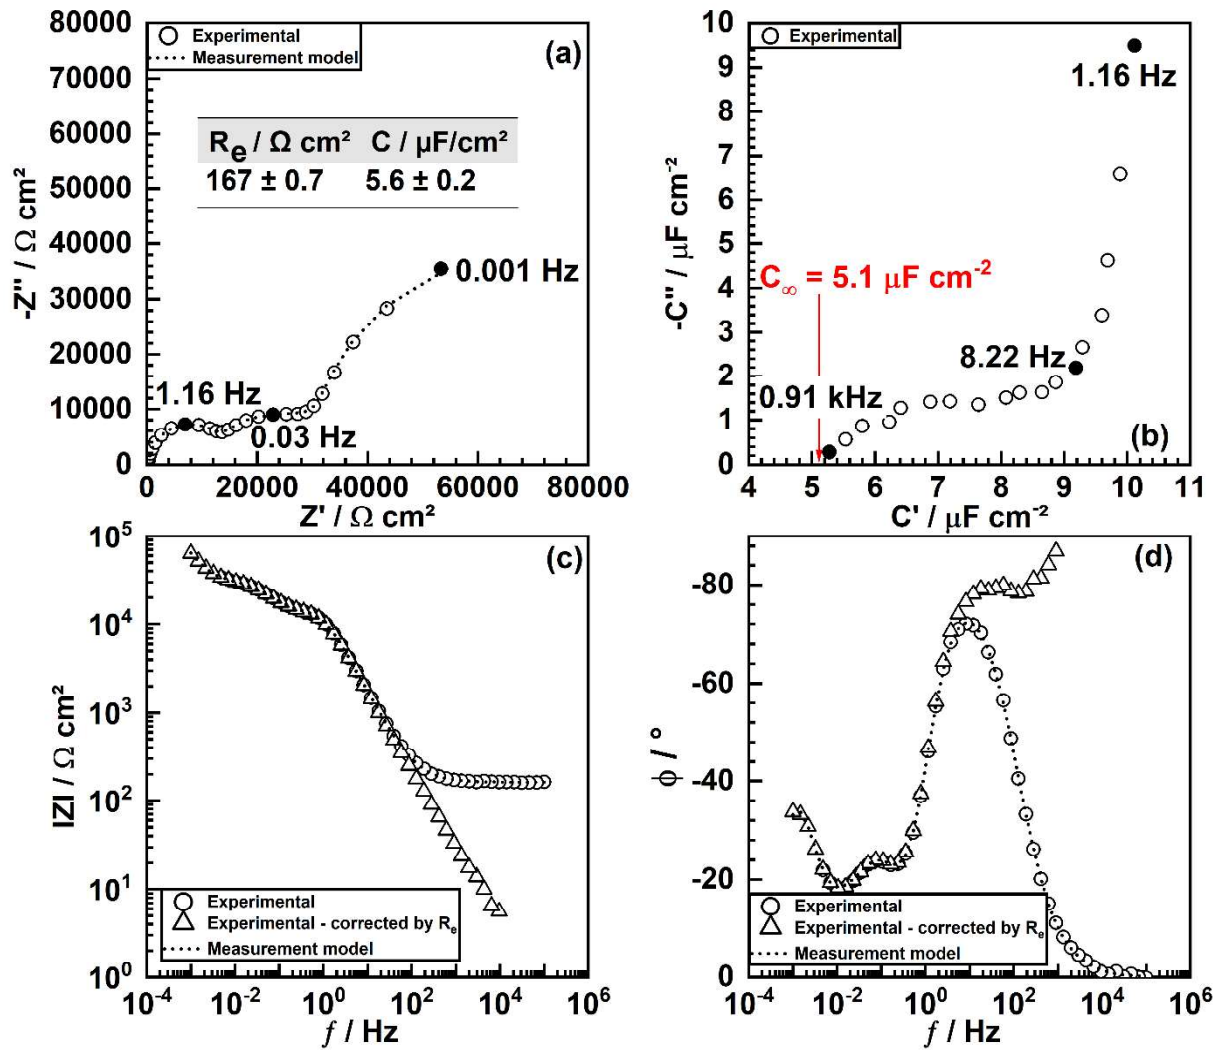 Experimental
Measurement model
(a)
Rₑ / Ω cm² C / µF/cm²
167 ± 0.7 5.6 ± 0.2
0.001 Hz
1.16 Hz
0.03 Hz
-Z'' / Ω cm²
80000
70000
60000
50000
40000
30000
20000
10000
0
0 20000 40000 60000 80000
Z' / Ω cm²
Experimental
1.16 Hz
C∞ = 5.1 µF cm⁻²
8.22 Hz
0.91 kHz
(b)
-C'' / µF cm⁻²
10
9
8
7
6
5
4
3
2
1
0
4 5 6 7 8 9 10 11
C' / µF cm⁻²
(c)
IZI / Ω cm²
10⁵
10⁴
10³
10²
10¹
10⁰
Experimental
Experimental - corrected by Rₑ
Measurement model
10⁻⁴ 10⁻² 10⁰ 10² 10⁴ 10⁶
f / Hz
(d)
ϕ / °
-80
-60
-40
-20
0
Experimental
Experimental - corrected by Rₑ
Measurement model
10⁻⁴ 10⁻² 10⁰ 10² 10⁴ 10⁶
f / Hz